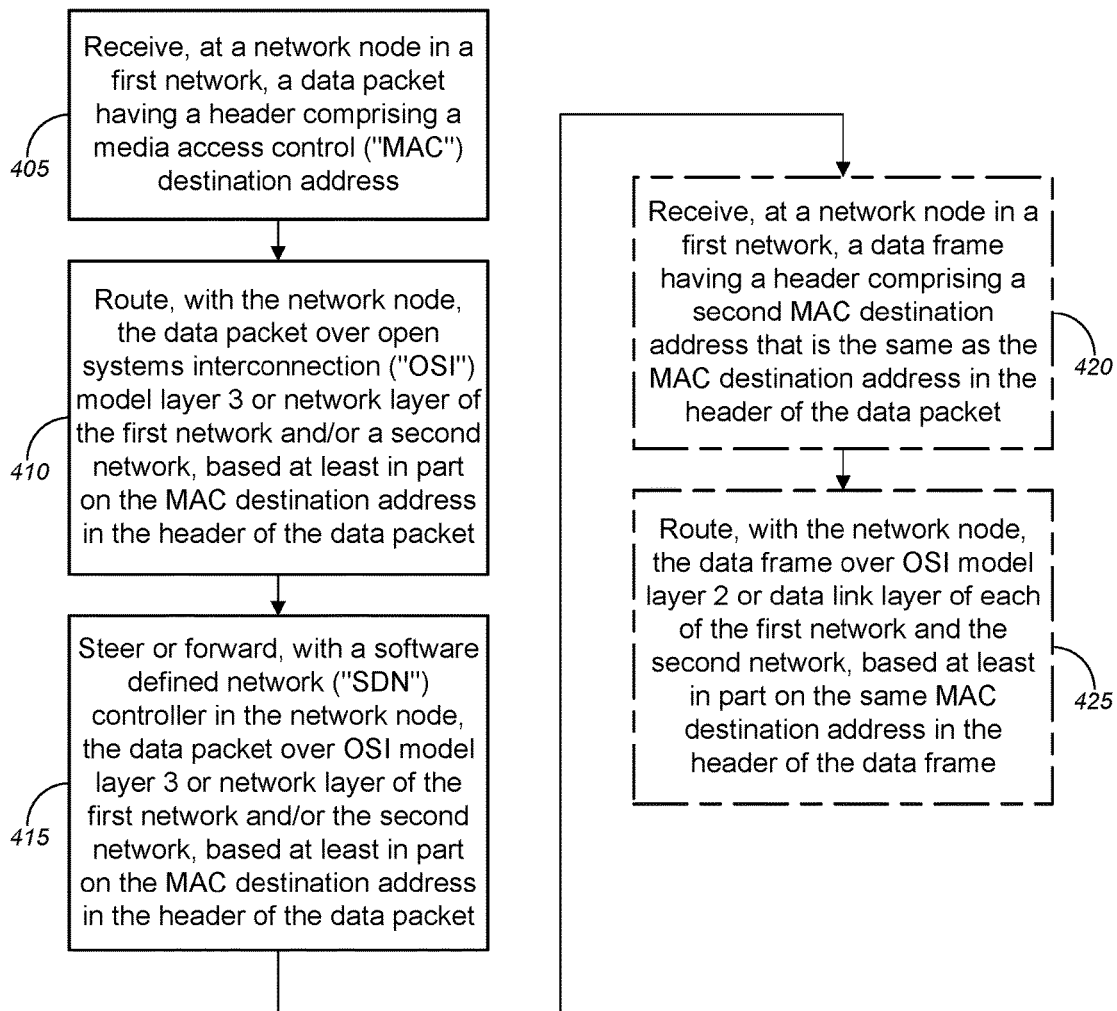 Receive, at a network node in a
first network, a data packet
having a header comprising a
media access control ("MAC")
destination address
405
Route, with the network node,
the data packet over open
systems interconnection ("OSI")
model layer 3 or network layer of
the first network and/or a second
network, based at least in part
on the MAC destination address
in the header of the data packet
410
Steer or forward, with a software
defined network ("SDN")
controller in the network node,
the data packet over OSI model
layer 3 or network layer of the
first network and/or the second
network, based at least in part
on the MAC destination address
in the header of the data packet
415
Receive, at a network node in a
first network, a data frame
having a header comprising a
second MAC destination
address that is the same as the
MAC destination address in the
header of the data packet
420
Route, with the network node,
the data frame over OSI model
layer 2 or data link layer of each
of the first network and the
second network, based at least
in part on the same MAC
destination address in the
header of the data frame
425